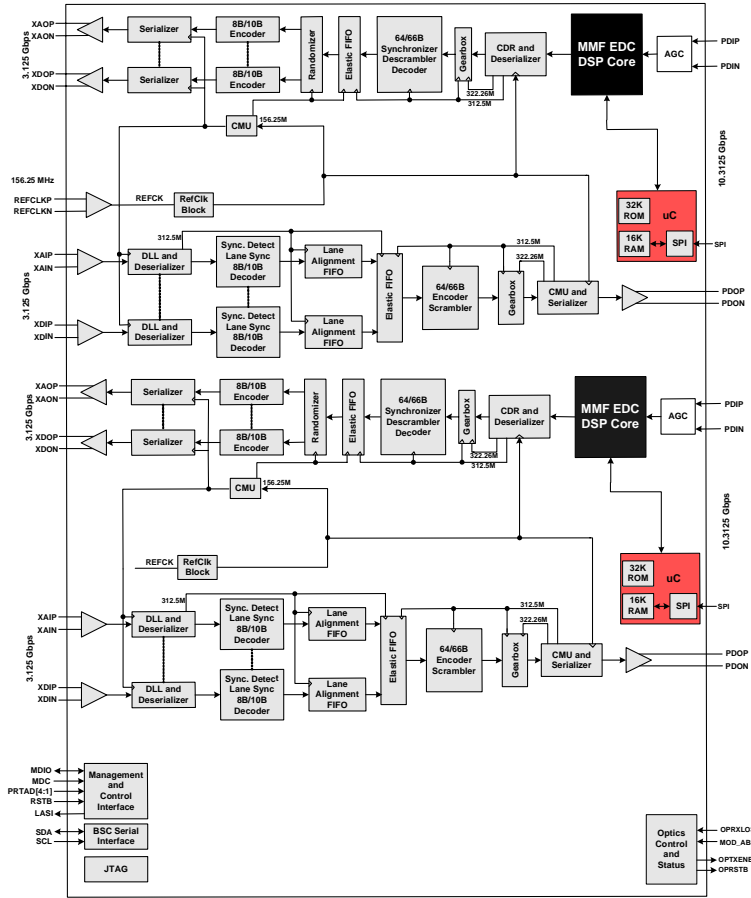 XAOP
XAON
3.125 Gbps
XDOP
XDON
Serializer
Serializer
8B/10B
Encoder
8B/10B
Encoder
Randomizer
Elastic FIFO
64/66B
Synchronizer
Descrambler
Decoder
Gearbox
CDR and
Deserializer
MMF EDC
DSP Core
AGC
PDIP
PDIN
322.26M
312.5M
CMU
156.25M
10.3125 Gbps
156.25 MHz
REFCLKP
REFCLKN
REFCK
RefClk
Block
32K
ROM
uC
16K
RAM
SPI
SPI
XAIP
XAIN
3.125 Gbps
XDIP
XDIN
312.5M
DLL and
Deserializer
DLL and
Deserializer
Sync. Detect
Lane Sync
8B/10B
Decoder
Sync. Detect
Lane Sync
8B/10B
Decoder
Lane
Alignment
FIFO
Lane
Alignment
FIFO
Elastic FIFO
64/66B
Encoder
Scrambler
Gearbox
312.5M
322.26M
CMU and
Serializer
PDOP
PDON
XAOP
XAON
3.125 Gbps
XDOP
XDON
Serializer
Serializer
8B/10B
Encoder
8B/10B
Encoder
Randomizer
Elastic FIFO
64/66B
Synchronizer
Descrambler
Decoder
Gearbox
CDR and
Deserializer
MMF EDC
DSP Core
AGC
PDIP
PDIN
322.26M
312.5M
CMU
156.25M
10.3125 Gbps
REFCK
RefClk
Block
32K
ROM
uC
16K
RAM
SPI
SPI
XAIP
XAIN
3.125 Gbps
XDIP
XDIN
312.5M
DLL and
Deserializer
DLL and
Deserializer
Sync. Detect
Lane Sync
8B/10B
Decoder
Sync. Detect
Lane Sync
8B/10B
Decoder
Lane
Alignment
FIFO
Lane
Alignment
FIFO
Elastic FIFO
64/66B
Encoder
Scrambler
Gearbox
312.5M
322.26M
CMU and
Serializer
PDOP
PDON
MDIO
MDC
PRTAD[4:1]
RSTB
LASI
Management
and
Control
Interface
SDA
SCL
BSC Serial
Interface
JTAG
Optics
Control
and
Status
MOD_AB
OPTXENB
OPRSTB